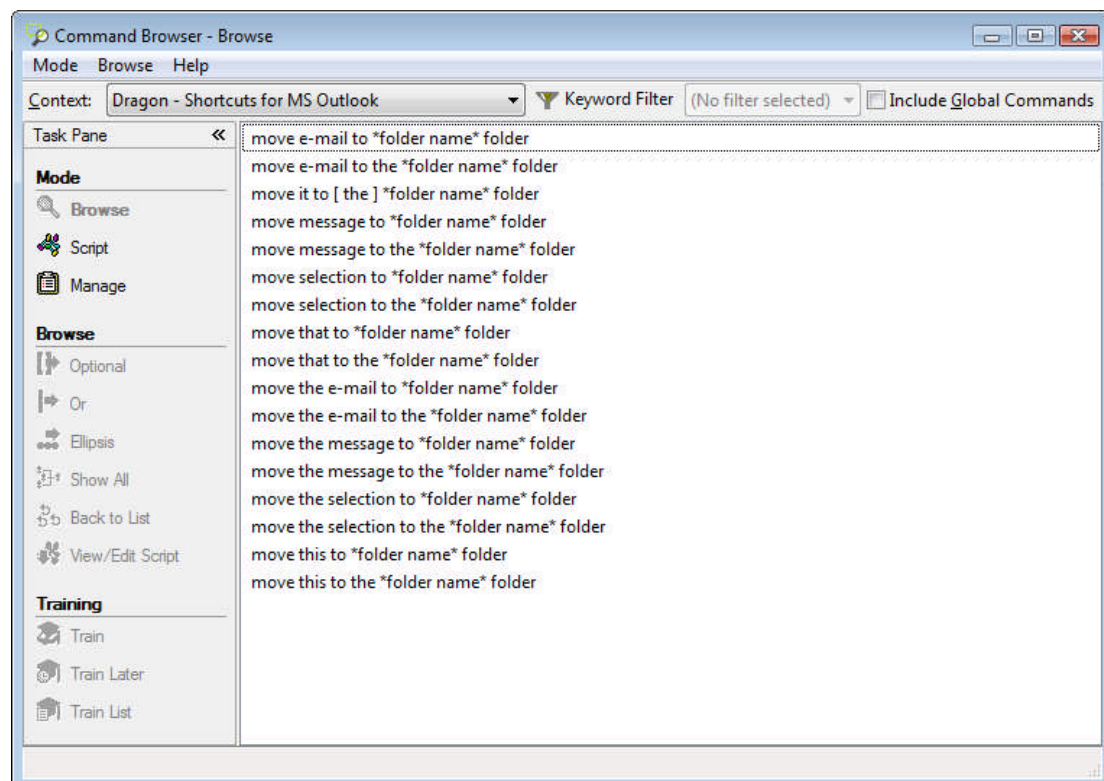 Command Browser - Browse
Mode Browse Help
Context: Dragon - Shortcuts for MS Outlook Keyword Filter (No filter selected) Include Global Commands
Task Pane «
Mode
Browse
Script
Manage
Browse
Optional
Or
Ellipsis
Show All
Back to List
View/Edit Script
Training
Train
Train Later
Train List
move e-mail to *folder name* folder
move e-mail to the *folder name* folder
move it to [ the ] *folder name* folder
move message to *folder name* folder
move message to the *folder name* folder
move selection to *folder name* folder
move selection to the *folder name* folder
move that to *folder name* folder
move that to the *folder name* folder
move the e-mail to *folder name* folder
move the e-mail to the *folder name* folder
move the message to *folder name* folder
move the message to the *folder name* folder
move the selection to *folder name* folder
move the selection to the *folder name* folder
move this to *folder name* folder
move this to the *folder name* folder